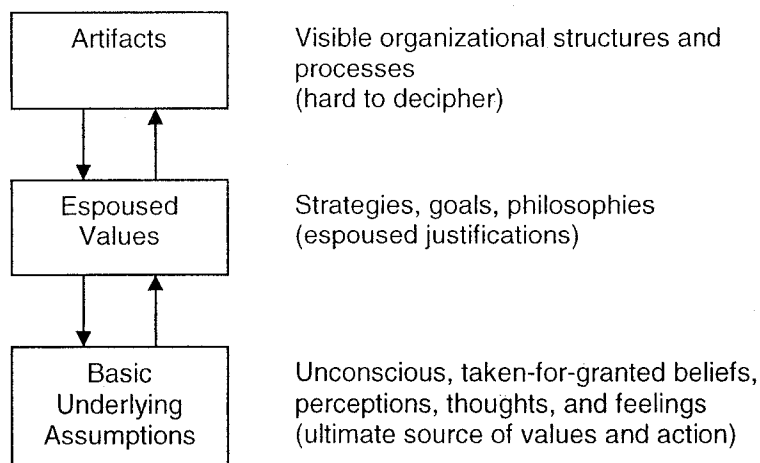 Artifacts
Visible organizational structures and
processes
(hard to decipher)
Espoused
Values
Strategies, goals, philosophies
(espoused justifications)
Basic
Underlying
Assumptions
Unconscious, taken-for-granted beliefs,
perceptions, thoughts, and feelings
(ultimate source of values and action)